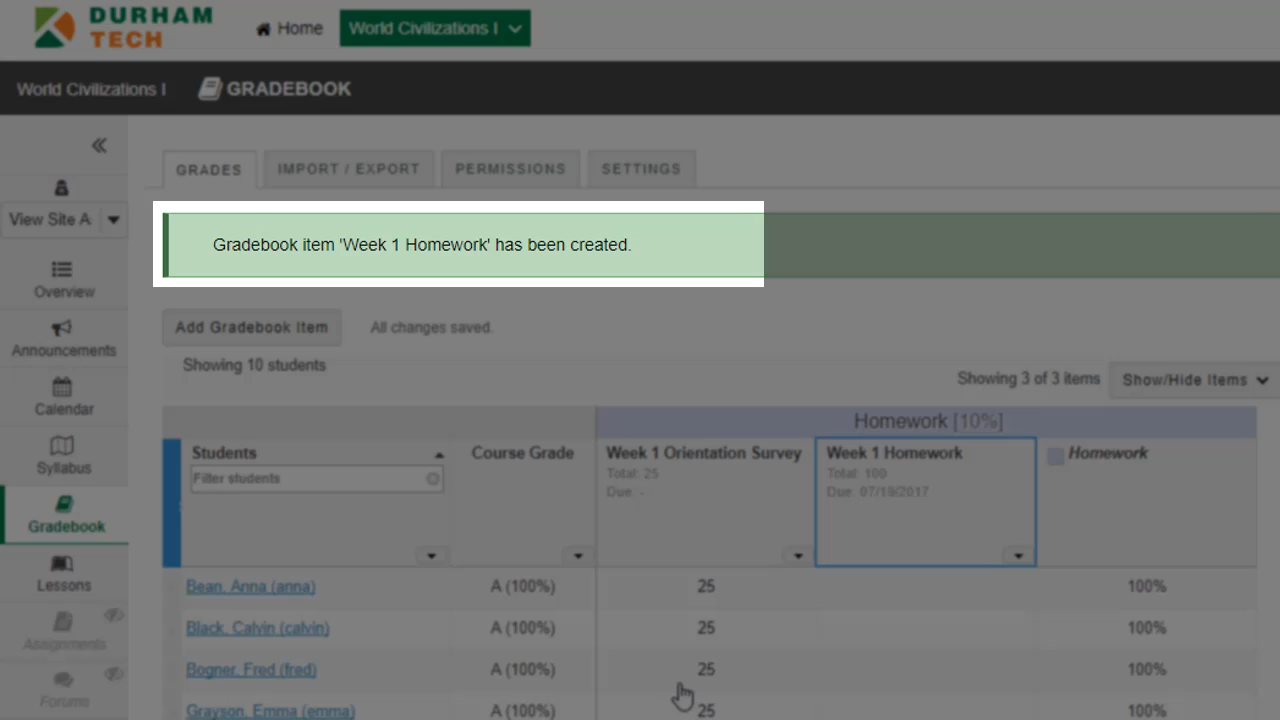 DURHAM
TECH
Home
World Civilizations I
World Civilizations I
GRADEBOOK
View Site A
Overview
Announcements
Calendar
Syllabus
Gradebook
Lessons
Assignments
Forums
GRADES
IMPORT / EXPORT
PERMISSIONS
SETTINGS
Gradebook item 'Week 1 Homework' has been created.
Add Gradebook Item
All changes saved.
Showing 10 students
Showing 3 of 3 items
Show/Hide Items
Homework [10%]
Students
Filter students
Course Grade
Week 1 Orientation Survey
Total: 25
Due: -
Week 1 Homework
Total: 100
Due: 07/19/2017
Homework
Bean, Anna (anna) A (100%) 25 100%
Black, Calvin (calvin) A (100%) 25 100%
Bogner, Fred (fred) A (100%) 25 100%
Grayson, Emma (emma) A (100%) 25 100%